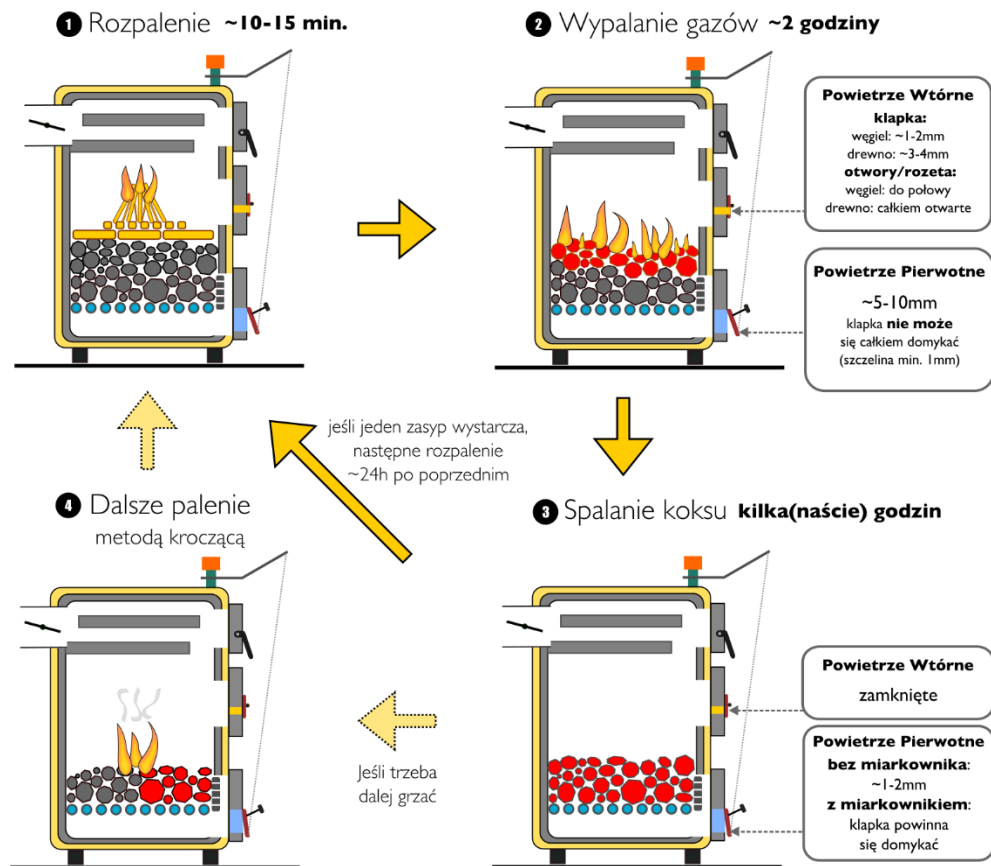 1 Rozpalenie ~10-15 min.
2 Wypalanie gazów ~2 godziny
Powietrze Wtórne
klapka:
węgiel: ~1-2mm
drewno: ~3-4mm
otwory/rozeta:
węgiel: do połowy
drewno: całkiem otwarte
Powietrze Pierwotne
~5-10mm
klapka nie może
się całkiem domykać
(szczelina min. 1mm)
jeśli jeden zasyp wystarcza,
następne rozpalenie
~24h po poprzednim
3 Spalanie koksu kilka(naście) godzin
Powietrze Wtórne
zamknięte
Powietrze Pierwotne
bez miarkownika:
~1-2mm
z miarkownikiem:
klapka powinna
się domykać
Jeśli trzeba
dalej grzać
4 Dalsze palenie
metodą kroczącą